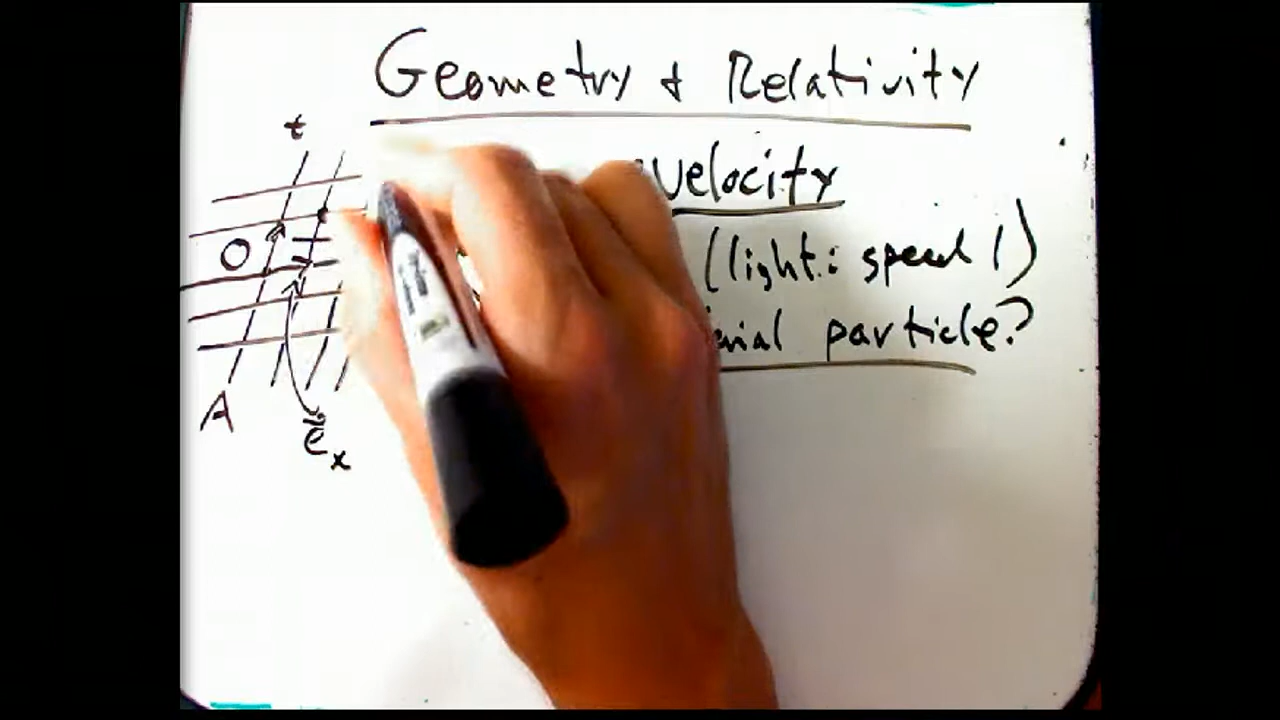 Geometry + Relativity
velocity
(light: speed 1)
particle?
t
O
A
e x